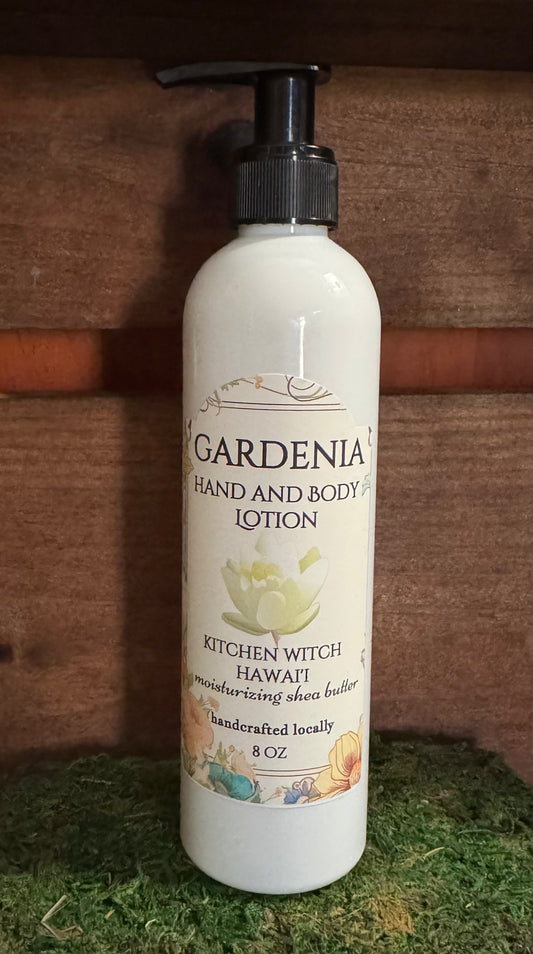 GARDENIA
HAND AND BODY
LOTION
KITCHEN WITCH
HAWAI'I
moisturizing shea butter
handcrafted locally
8 OZ